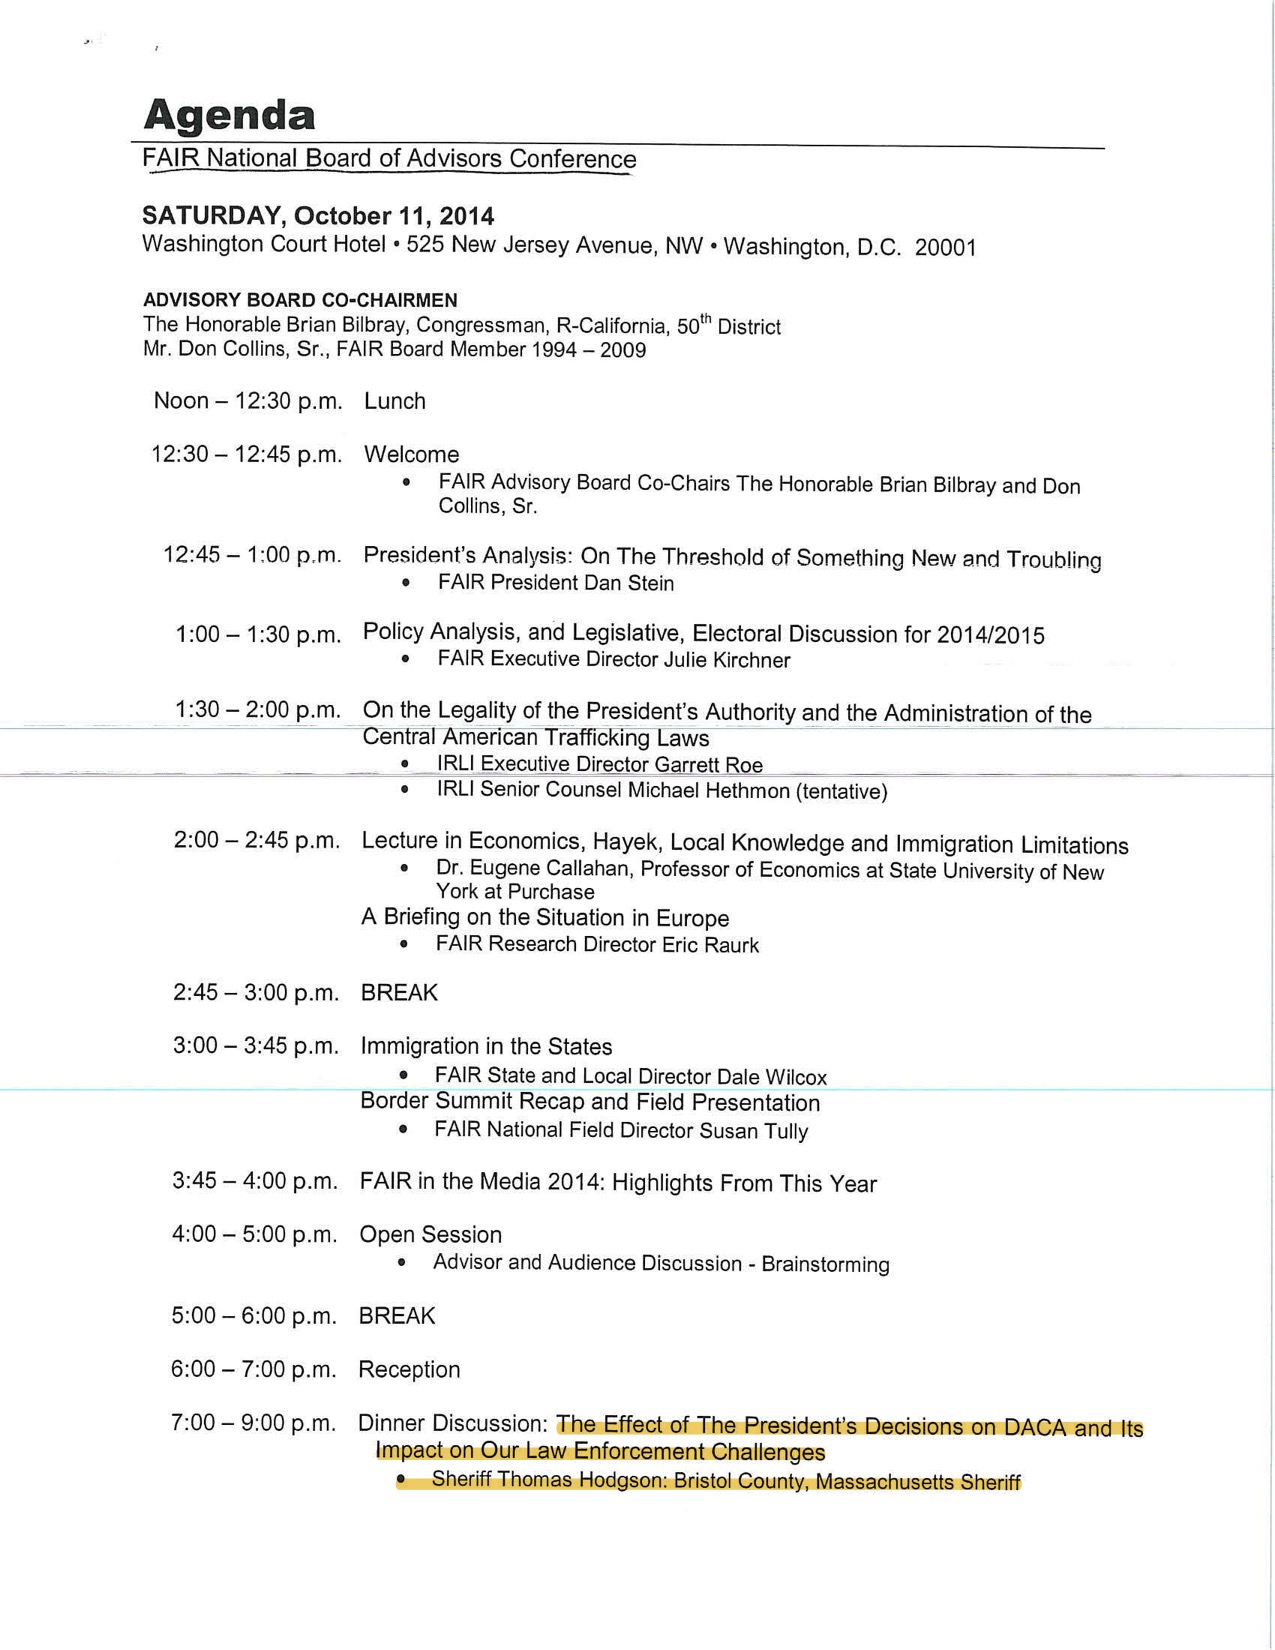 Agenda
FAIR National Board of Advisors Conference
SATURDAY, October 11, 2014
Washington Court Hotel • 525 New Jersey Avenue, NW • Washington, D.C. 20001
ADVISORY BOARD CO-CHAIRMEN
The Honorable Brian Bilbray, Congressman, R-California, 50th District
Mr. Don Collins, Sr., FAIR Board Member 1994 – 2009
Noon – 12:30 p.m. Lunch
12:30 – 12:45 p.m. Welcome
• FAIR Advisory Board Co-Chairs The Honorable Brian Bilbray and Don
Collins, Sr.
12:45 – 1:00 p.m. President's Analysis: On The Threshold of Something New and Troubling
• FAIR President Dan Stein
1:00 – 1:30 p.m. Policy Analysis, and Legislative, Electoral Discussion for 2014/2015
• FAIR Executive Director Julie Kirchner
1:30 – 2:00 p.m. On the Legality of the President's Authority and the Administration of the
Central American Trafficking Laws
• IRLI Executive Director Garrett Roe
• IRLI Senior Counsel Michael Hethmon (tentative)
2:00 – 2:45 p.m. Lecture in Economics, Hayek, Local Knowledge and Immigration Limitations
• Dr. Eugene Callahan, Professor of Economics at State University of New
York at Purchase
A Briefing on the Situation in Europe
• FAIR Research Director Eric Raurk
2:45 – 3:00 p.m. BREAK
3:00 – 3:45 p.m. Immigration in the States
• FAIR State and Local Director Dale Wilcox
Border Summit Recap and Field Presentation
• FAIR National Field Director Susan Tully
3:45 – 4:00 p.m. FAIR in the Media 2014: Highlights From This Year
4:00 – 5:00 p.m. Open Session
• Advisor and Audience Discussion - Brainstorming
5:00 – 6:00 p.m. BREAK
6:00 – 7:00 p.m. Reception
7:00 – 9:00 p.m. Dinner Discussion: The Effect of The President's Decisions on DACA and Its
Impact on Our Law Enforcement Challenges
• Sheriff Thomas Hodgson: Bristol County, Massachusetts Sheriff